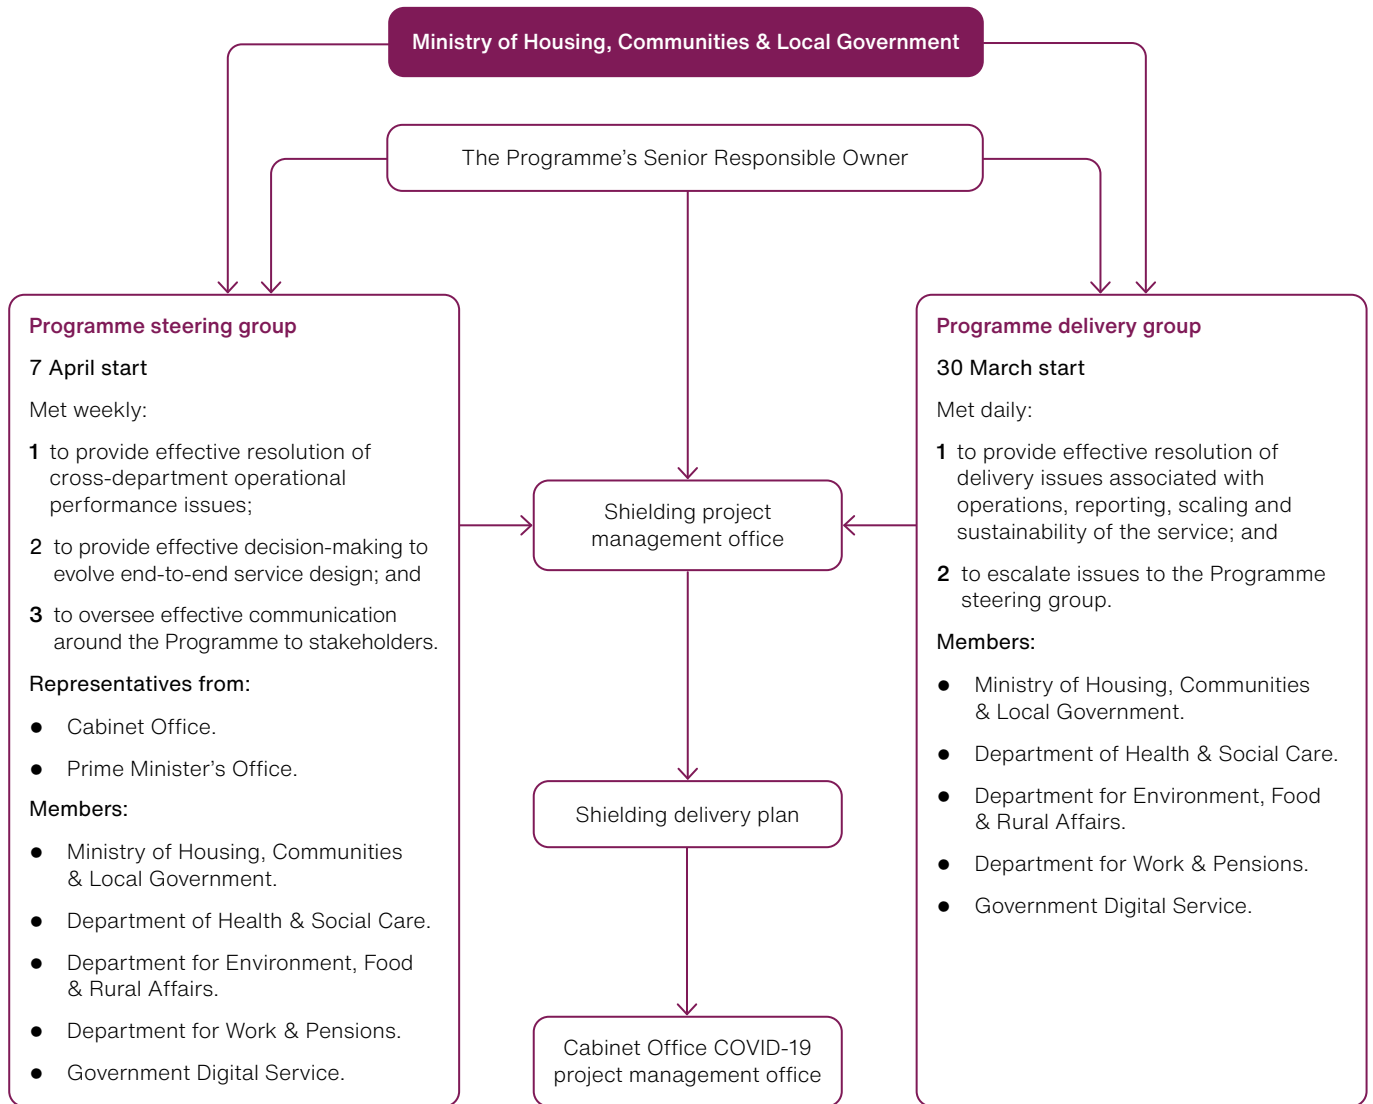 Ministry of Housing, Communities & Local Government
The Programme’s Senior Responsible Owner
Programme steering group
7 April start
Met weekly:
1 to provide effective resolution of
cross-department operational
performance issues;
2 to provide effective decision-making to
evolve end-to-end service design; and
3 to oversee effective communication
around the Programme to stakeholders.
Representatives from:
● Cabinet Office.
● Prime Minister’s Office.
Members:
● Ministry of Housing, Communities
& Local Government.
● Department of Health & Social Care.
● Department for Environment, Food
& Rural Affairs.
● Department for Work & Pensions.
● Government Digital Service.
Shielding project
management office
Shielding delivery plan
Cabinet Office COVID-19
project management office
Programme delivery group
30 March start
Met daily:
1 to provide effective resolution of
delivery issues associated with
operations, reporting, scaling and
sustainability of the service; and
2 to escalate issues to the Programme
steering group.
Members:
● Ministry of Housing, Communities
& Local Government.
● Department of Health & Social Care.
● Department for Environment, Food
& Rural Affairs.
● Department for Work & Pensions.
● Government Digital Service.